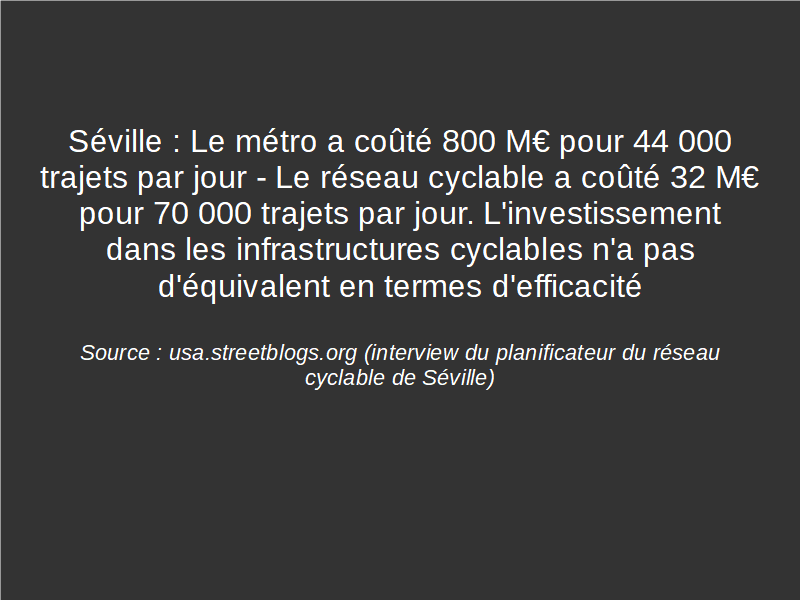 Séville : Le métro a coûté 800 M€ pour 44 000
trajets par jour - Le réseau cyclable a coûté 32 M€
pour 70 000 trajets par jour. L'investissement
dans les infrastructures cyclables n'a pas
d'équivalent en termes d'efficacité
Source : usa.streetblogs.org (interview du planificateur du réseau
cyclable de Séville)